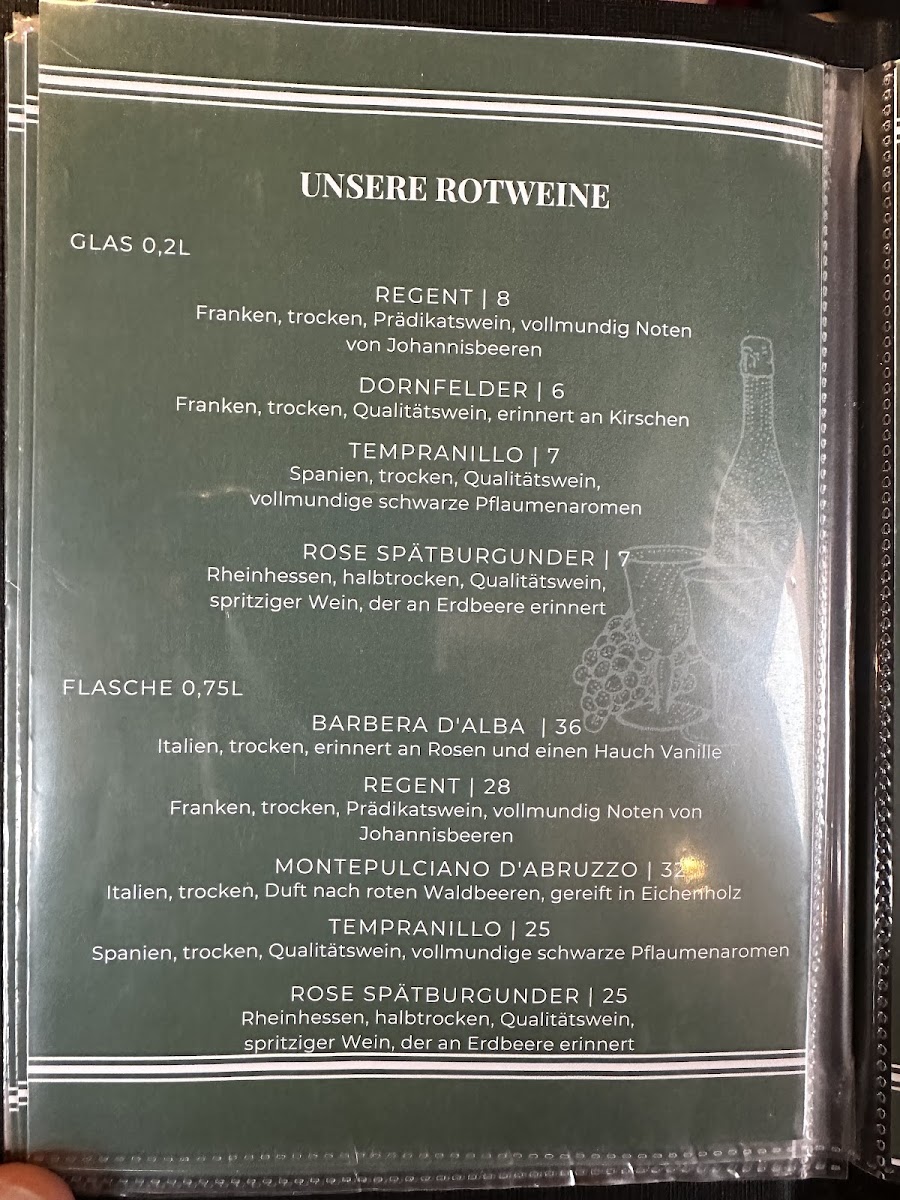 UNSERE ROTWEINE
GLAS 0,2L
REGENT | 8
Franken, trocken, Prädikatswein, vollmundig Noten
von Johannisbeeren
DORNFELDER | 6
Franken, trocken, Qualitätswein, erinnert an Kirschen
TEMPRANILLO | 7
Spanien, trocken, Qualitätswein,
vollmundige schwarze Pflaumenaromen
ROSE SPÄTBURGUNDER | 7
Rheinhessen, halbtrocken, Qualitätswein,
spritziger Wein, der an Erdbeere erinnert
FLASCHE 0,75L
BARBERA D'ALBA | 36
Italien, trocken, erinnert an Rosen und einen Hauch Vanille
REGENT | 28
Franken, trocken, Prädikatswein, vollmundig Noten von
Johannisbeeren
MONTEPULCIANO D'ABRUZZO | 32
Italien, trocken, Duft nach roten Waldbeeren, gereift in Eichenholz
TEMPRANILLO | 25
Spanien, trocken, Qualitätswein, vollmundige schwarze Pflaumenaromen
ROSE SPÄTBURGUNDER | 25
Rheinhessen, halbtrocken, Qualitätswein,
spritziger Wein, der an Erdbeere erinnert